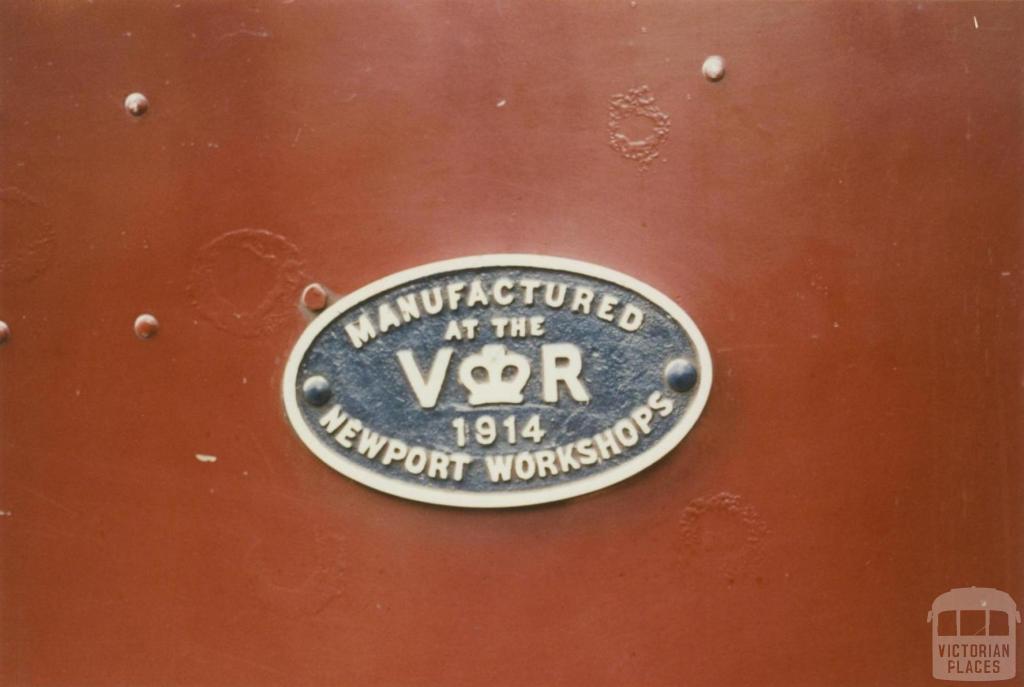 MANUFACTURED
AT THE
V R
1914
NEWPORT WORKSHOPS
VICTORIAN
PLACES